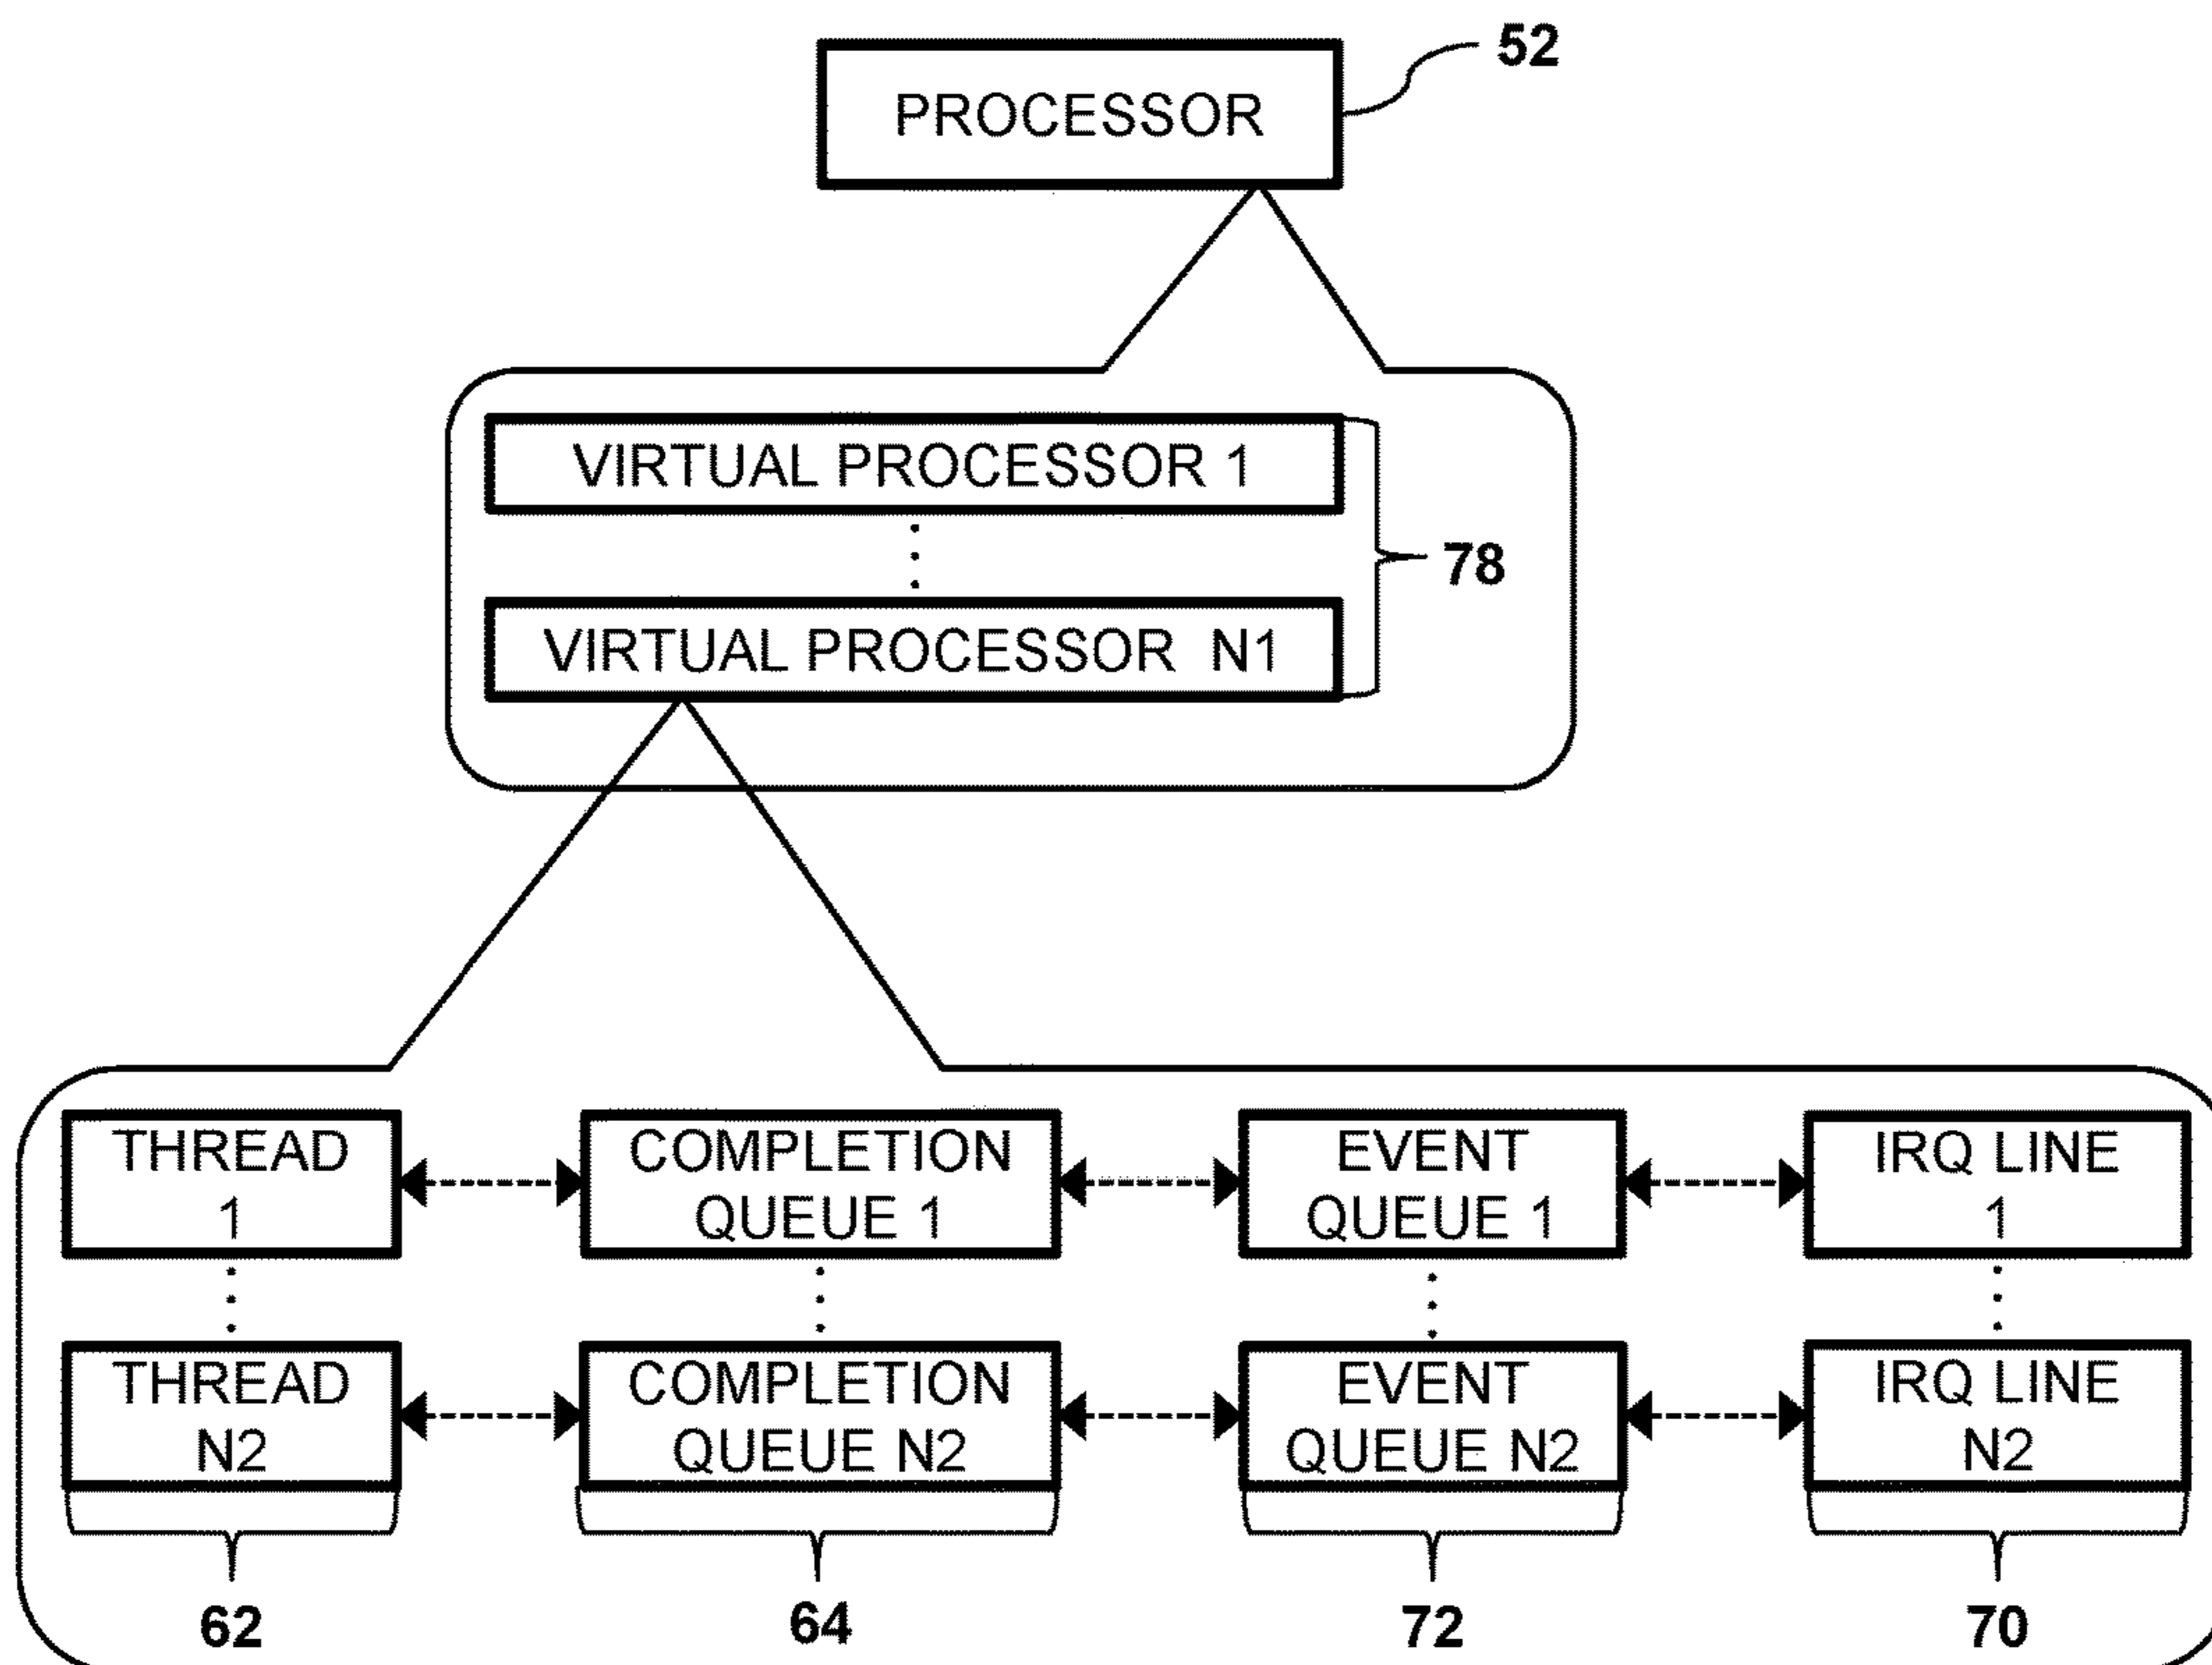 52
PROCESSOR
VIRTUAL PROCESSOR 1
78
VIRTUAL PROCESSOR N1
THREAD
1
COMPLETION
QUEUE 1
EVENT
QUEUE 1
IRQ LINE
1
THREAD
N2
COMPLETION
QUEUE N2
EVENT
QUEUE N2
IRQ LINE
N2
62
64
72
70